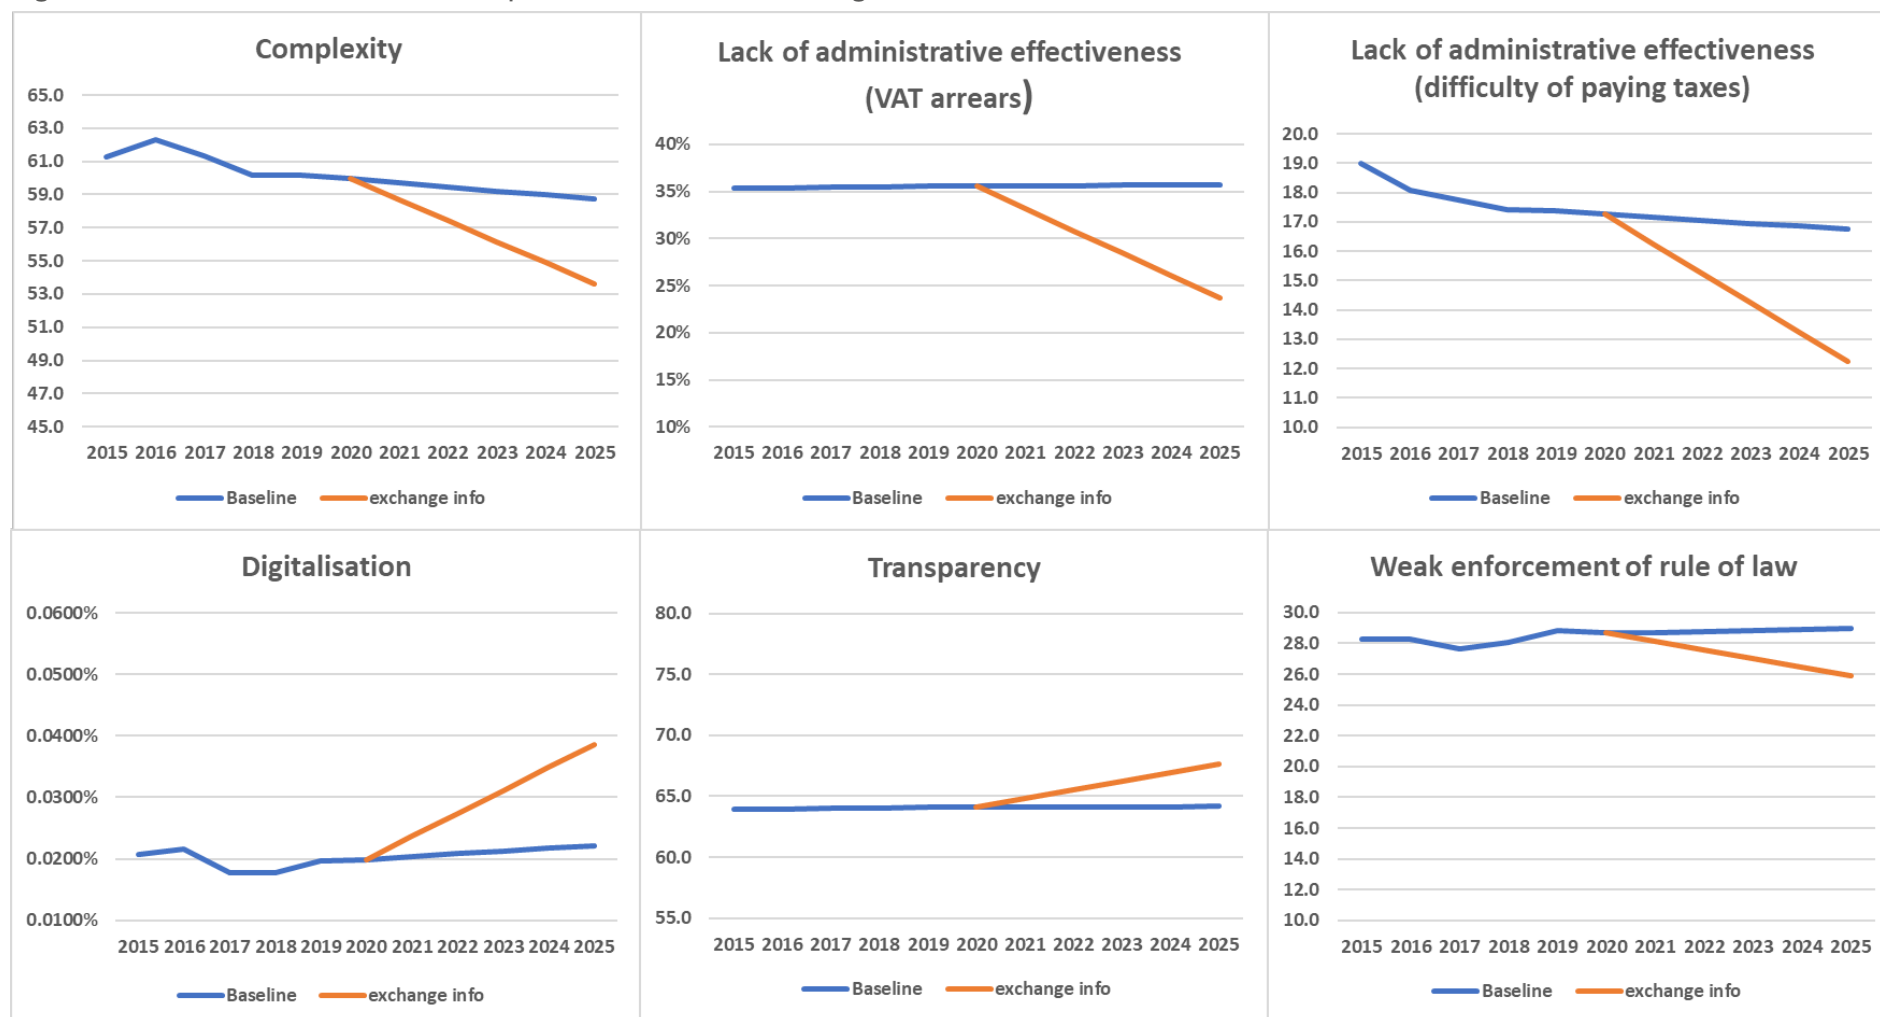 Complexity
65.0
63.0
61.0
59.0
57.0
55.0
53.0
51.0
49.0
47.0
45.0
2015 2016 2017 2018 2019 2020 2021 2022 2023 2024 2025
Baseline exchange info
Lack of administrative effectiveness
(VAT arrears)
40%
35%
30%
25%
20%
15%
10%
2015 2016 2017 2018 2019 2020 2021 2022 2023 2024 2025
Baseline exchange info
Lack of administrative effectiveness
(difficulty of paying taxes)
20.0
19.0
18.0
17.0
16.0
15.0
14.0
13.0
12.0
11.0
10.0
2015 2016 2017 2018 2019 2020 2021 2022 2023 2024 2025
Baseline exchange info
Digitalisation
0.0600%
0.0500%
0.0400%
0.0300%
0.0200%
0.0100%
2015 2016 2017 2018 2019 2020 2021 2022 2023 2024 2025
Baseline exchange info
Transparency
80.0
75.0
70.0
65.0
60.0
55.0
2015 2016 2017 2018 2019 2020 2021 2022 2023 2024 2025
Baseline exchange info
Weak enforcement of rule of law
30.0
28.0
26.0
24.0
22.0
20.0
18.0
16.0
14.0
12.0
10.0
2015 2016 2017 2018 2019 2020 2021 2022 2023 2024 2025
Baseline exchange info